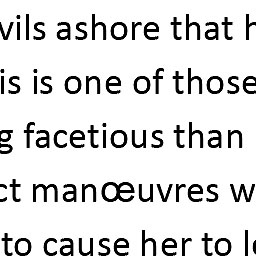 vils ashore that h
is is one of those
g facetious than
ct manœuvres w
to cause her to le